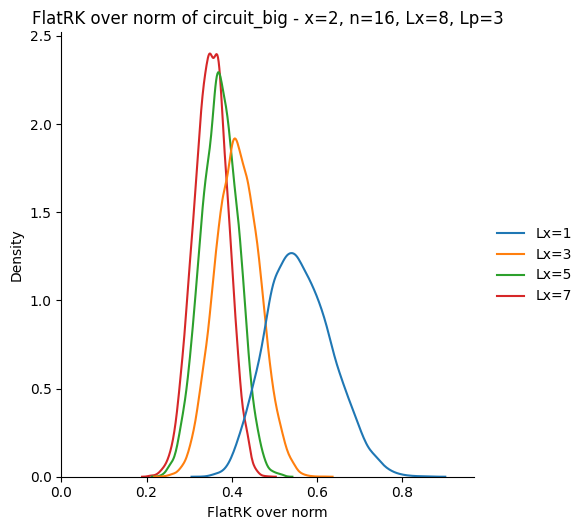 FlatRK over norm of circuit_big - x=2, n=16, Lx=8, Lp=3
2.5
2.0
1.5
1.0
0.5
0.0
Density
0.0 0.2 0.4 0.6 0.8
FlatRK over norm
Lx=1
Lx=3
Lx=5
Lx=7